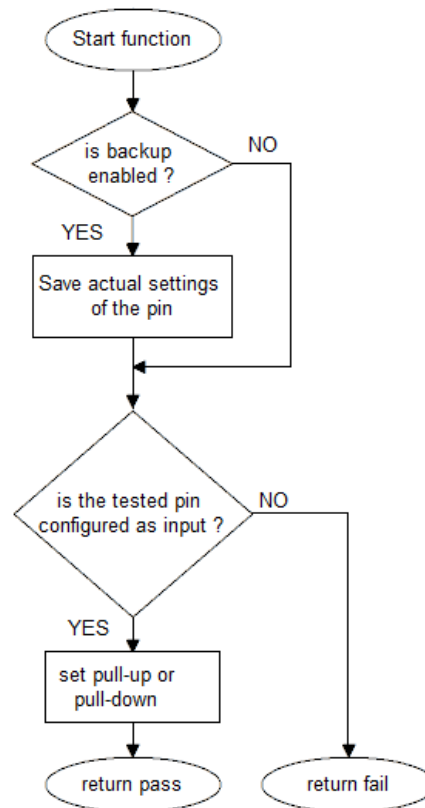 Start function
is backup
enabled ?
NO
YES
Save actual settings
of the pin
is the tested pin
configured as input ?
NO
YES
set pull-up or
pull-down
return pass
return fail